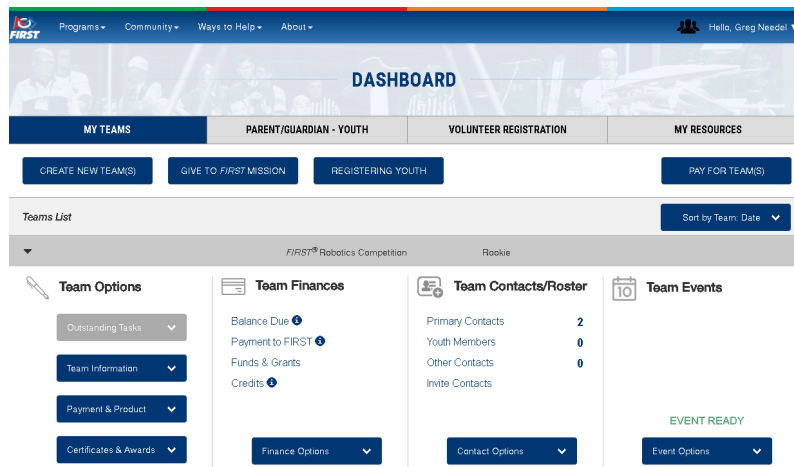 FIRST Programs Community Ways to Help About Hello, Greg Needel
DASHBOARD
MY TEAMS PARENT/GUARDIAN - YOUTH VOLUNTEER REGISTRATION MY RESOURCES
CREATE NEW TEAM(S) GIVE TO FIRST MISSION REGISTERING YOUTH PAY FOR TEAM(S)
Teams List Sort by Team: Date
FIRST® Robotics Competition Rookie
Team Options Team Finances Team Contacts/Roster 10 Team Events
Outstanding Tasks Balance Due Primary Contacts 2
Payment to FIRST Youth Members 0
Team Information Funds & Grants Other Contacts 0
Credits Invite Contacts
Payment & Product
EVENT READY
Certificates & Awards Finance Options Contact Options Event Options